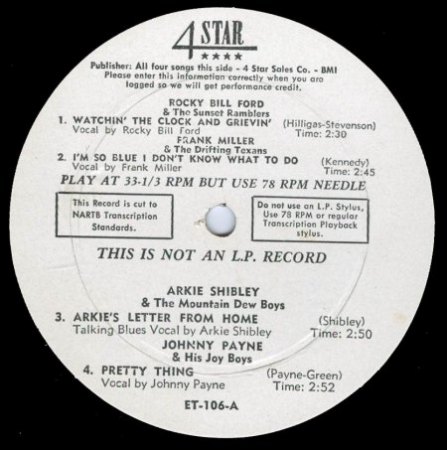 4 STAR
★★★★
Publisher: All four songs this side - 4 Star Sales Co. - BMI
Please enter this information correctly when you are
logged so we will get performance credit.
ROCKY BILL FORD
& The Sunset Ramblers
1. WATCHIN' THE CLOCK AND GRIEVIN' (Hilligas-Stevenson)
Vocal by Rocky Bill Ford Time: 2:30
FRANK MILLER
& The Drifting Texans
2. I'M SO BLUE I DON'T KNOW WHAT TO DO (Kennedy)
Vocal by Frank Miller Time: 2:45
PLAY AT 33-1/3 RPM BUT USE 78 RPM NEEDLE
This Record is cut to
NARTB Transcription
Standards.
Do not use an L.P. Stylus,
Use 78 RPM or regular
Transcription Playback
stylus.
THIS IS NOT AN L.P. RECORD
ARKIE SHIBLEY
& The Mountain Dew Boys
3. ARKIE'S LETTER FROM HOME (Shibley)
Talking Blues Vocal by Arkie Shibley Time: 2:50
JOHNNY PAYNE
& His Joy Boys
4. PRETTY THING (Payne-Green)
Vocal by Johnny Payne Time: 2:52
ET-106-A